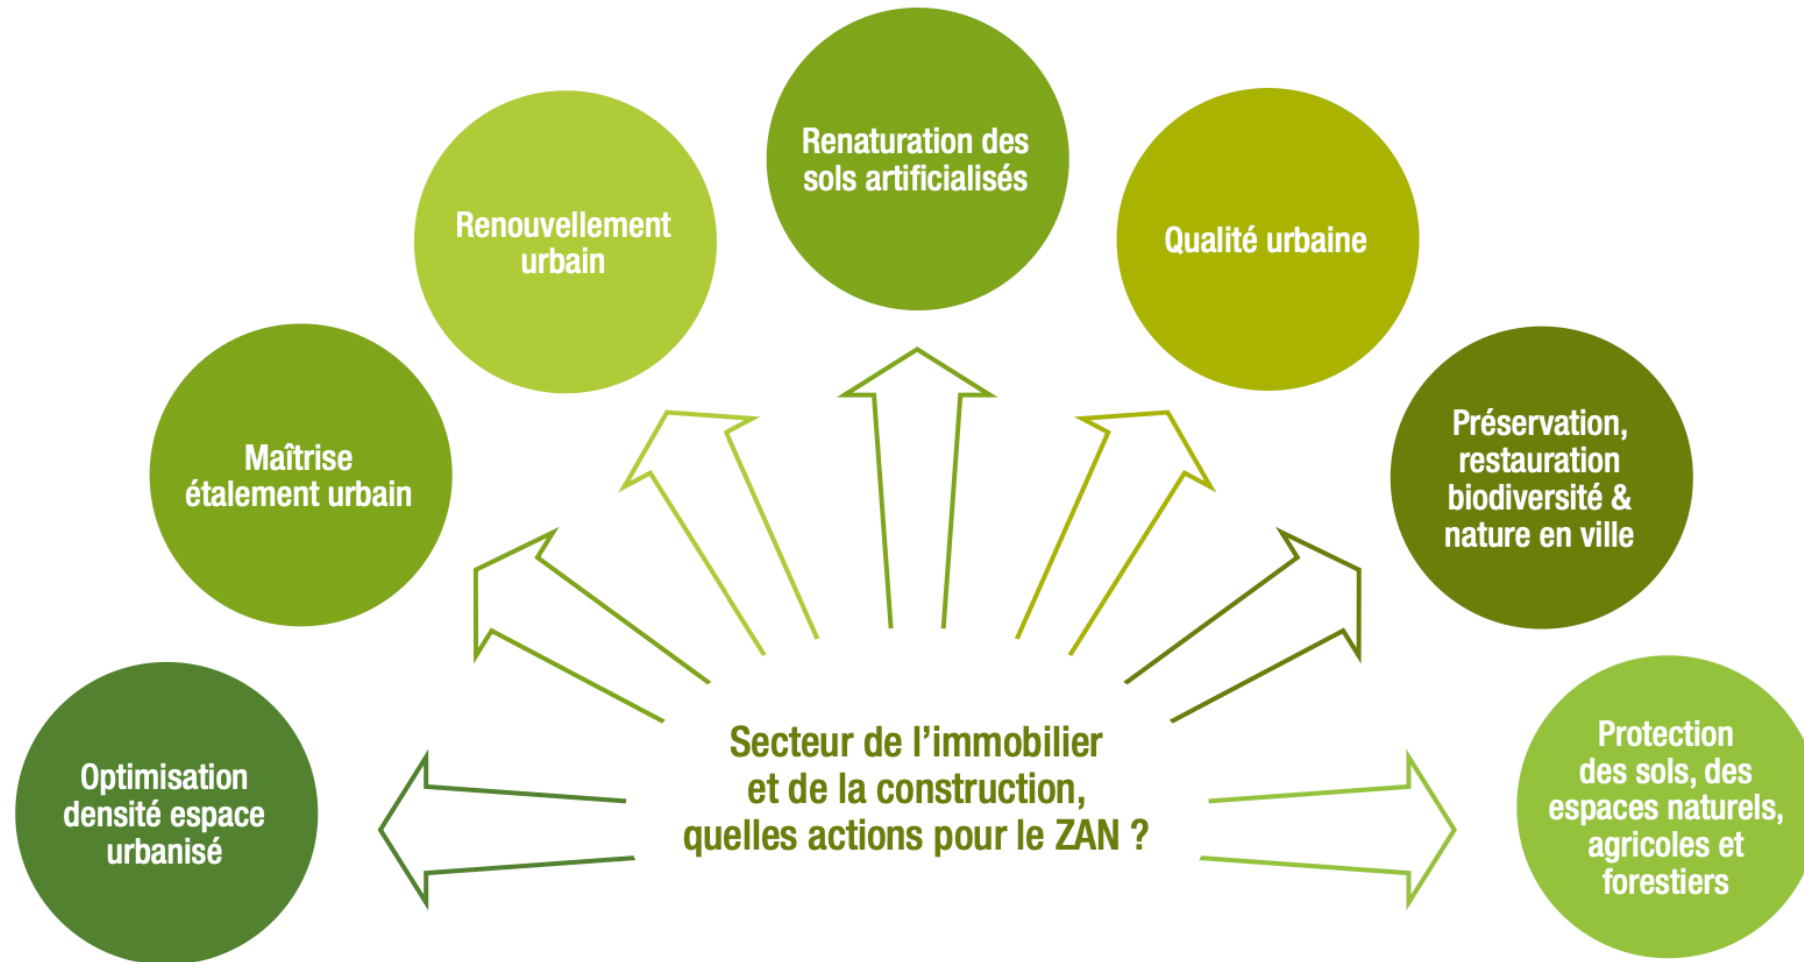 Renaturation des
sols artificialisés
Renouvellement
urbain
Qualité urbaine
Maîtrise
étalement urbain
Préservation,
restauration
biodiversité &
nature en ville
Optimisation
densité espace
urbanisé
Secteur de l'immobilier
et de la construction,
quelles actions pour le ZAN ?
Protection
des sols, des
espaces naturels,
agricoles et
forestiers